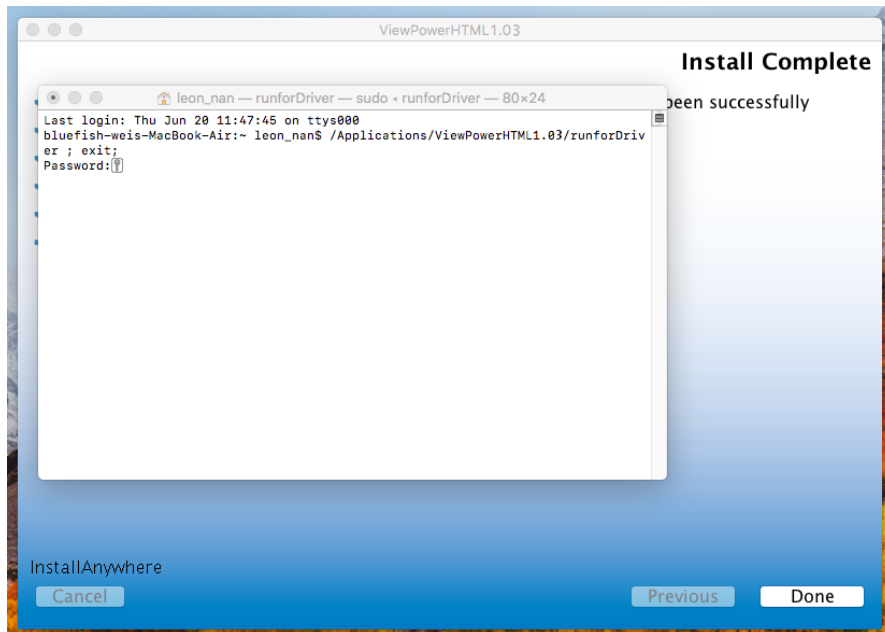 ViewPowerHTML1.03
Install Complete
leon_nan — runforDriver — sudo ◂ runforDriver — 80×24
been successfully
Last login: Thu Jun 20 11:47:45 on ttys000
bluefish-weis-MacBook-Air:~ leon_nan$ /Applications/ViewPowerHTML1.03/runforDriv
er ; exit;
Password:
InstallAnywhere
Cancel
Previous
Done